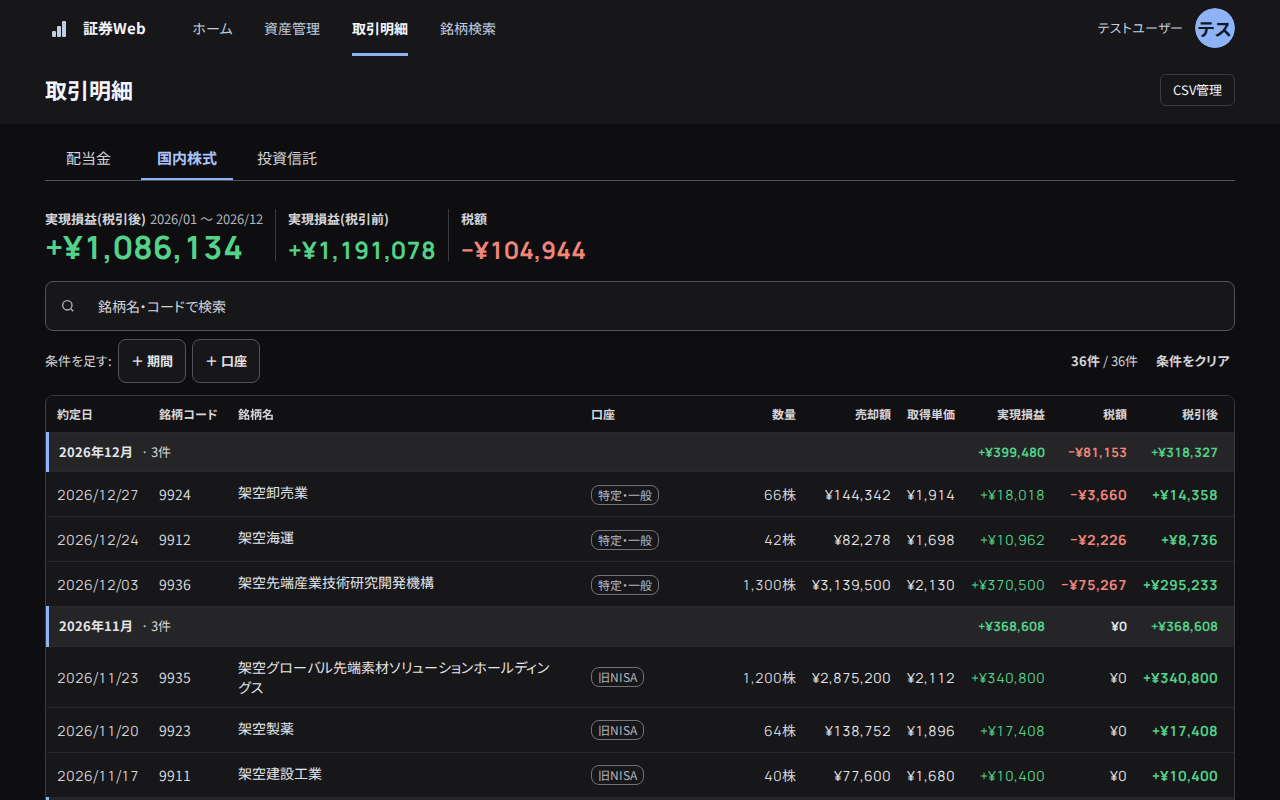 証券Web ホーム 資産管理 取引明細 銘柄検索 テストユーザー テス
取引明細 CSV管理
配当金 国内株式 投資信託
実現損益(税引後) 2026/01 〜 2026/12 実現損益(税引前) 税額
+¥1,086,134 +¥1,191,078 −¥104,944
銘柄名・コードで検索
条件を足す: + 期間 + 口座 36件 / 36件 条件をクリア
約定日 銘柄コード 銘柄名 口座 数量 売却額 取得単価 実現損益 税額 税引後
2026年12月 · 3件 +¥399,480 −¥81,153 +¥318,327
2026/12/27 9924 架空卸売業 特定・一般 66株 ¥144,342 ¥1,914 +¥18,018 −¥3,660 +¥14,358
2026/12/24 9912 架空海運 特定・一般 42株 ¥82,278 ¥1,698 +¥10,962 −¥2,226 +¥8,736
2026/12/03 9936 架空先端産業技術研究開発機構 特定・一般 1,300株 ¥3,139,500 ¥2,130 +¥370,500 −¥75,267 +¥295,233
2026年11月 · 3件 +¥368,608 ¥0 +¥368,608
2026/11/23 9935 架空グローバル先端素材ソリューションホールディン
グス 旧NISA 1,200株 ¥2,875,200 ¥2,112 +¥340,800 ¥0 +¥340,800
2026/11/20 9923 架空製薬 旧NISA 64株 ¥138,752 ¥1,896 +¥17,408 ¥0 +¥17,408
2026/11/17 9911 架空建設工業 旧NISA 40株 ¥77,600 ¥1,680 +¥10,400 ¥0 +¥10,400